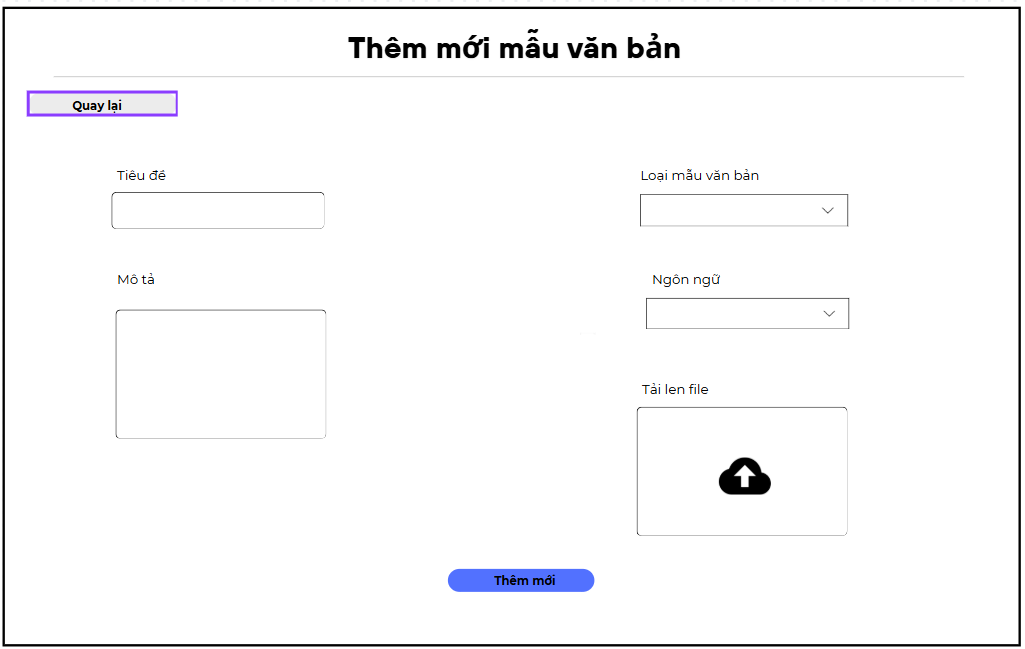 Thêm mới mẫu văn bản
Quay lại
Tiêu đề
Loại mẫu văn bản
Mô tả
Ngôn ngữ
Tải len file
Thêm mới